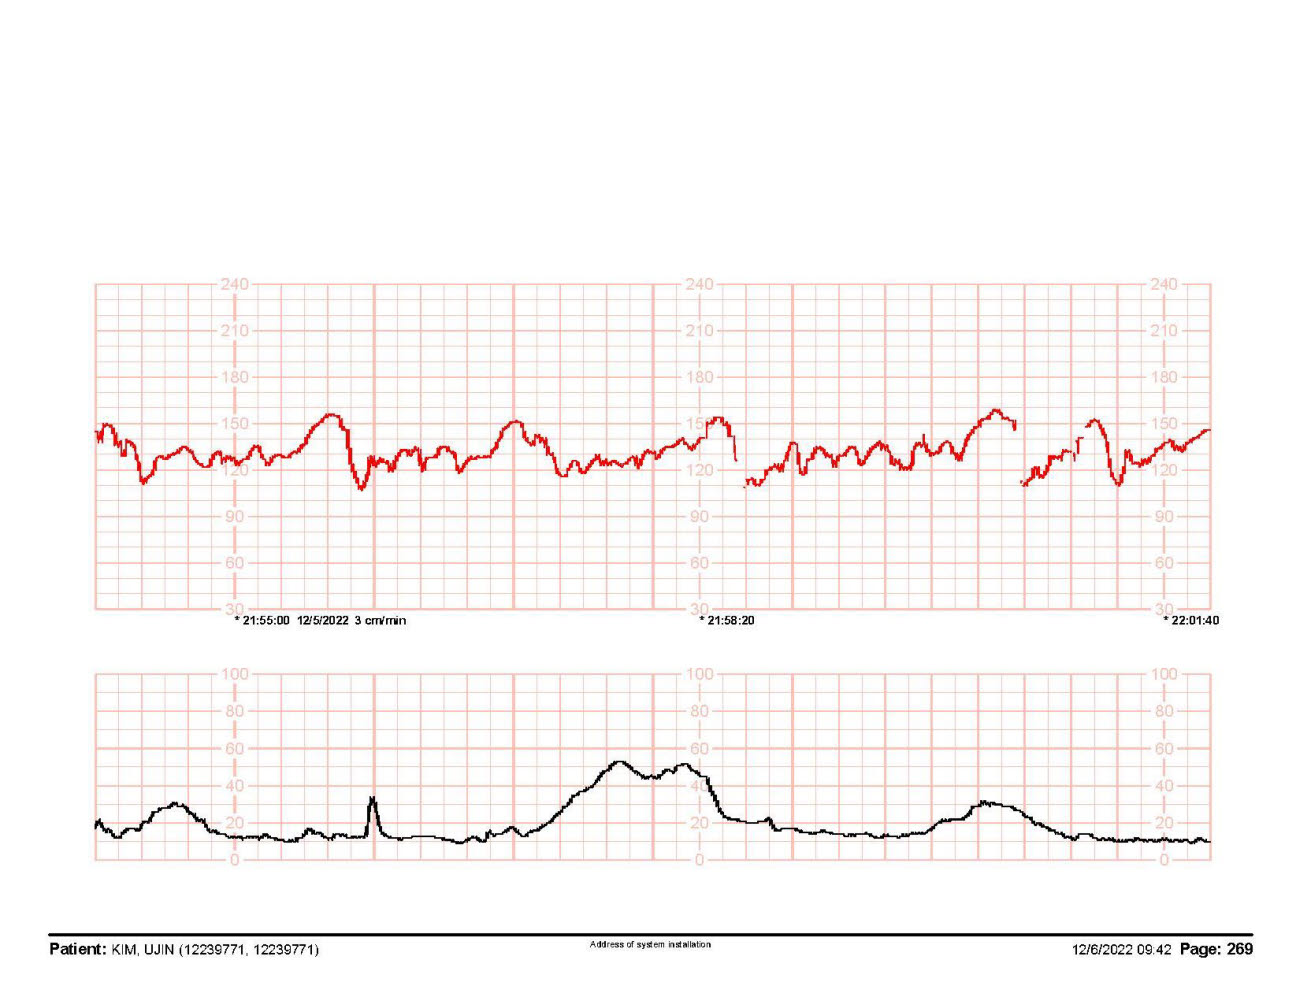 240 240 240
210 210 210
180 180 180
150 150 150
120 120 120
90 90 90
60 60 60
30 30 30
* 21:55:00 12/5/2022 3 cm/min * 21:58:20 * 22:01:40
100 100 100
80 80 80
60 60 60
40 40 40
20 20 20
0 0 0
Patient: KIM, UJIN (12239771, 12239771) Address of system installation 12/6/2022 09:42 Page: 269